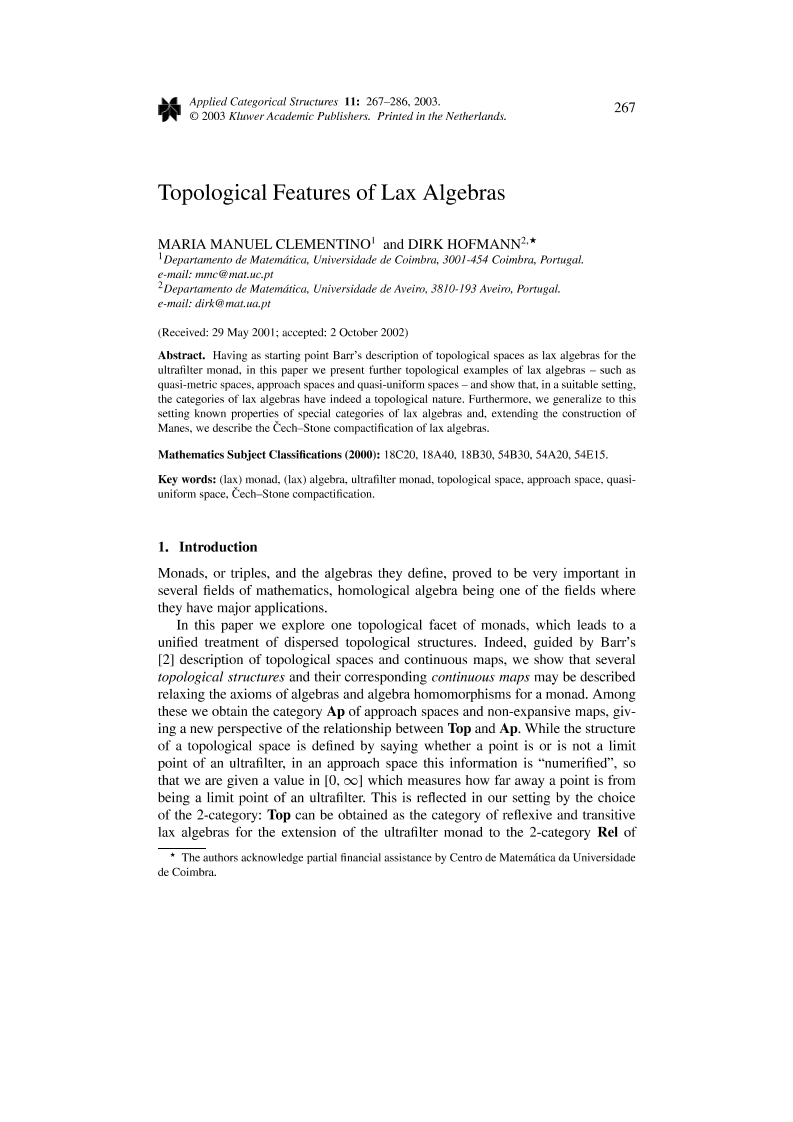 Applied Categorical Structures 11: 267–286, 2003.
© 2003 Kluwer Academic Publishers. Printed in the Netherlands.
267
Topological Features of Lax Algebras
MARIA MANUEL CLEMENTINO1 and DIRK HOFMANN2,★
1Departamento de Matemática, Universidade de Coimbra, 3001-454 Coimbra, Portugal.
e-mail: mmc@mat.uc.pt
2Departamento de Matemática, Universidade de Aveiro, 3810-193 Aveiro, Portugal.
e-mail: dirk@mat.ua.pt
(Received: 29 May 2001; accepted: 2 October 2002)
Abstract. Having as starting point Barr’s description of topological spaces as lax algebras for the
ultrafilter monad, in this paper we present further topological examples of lax algebras – such as
quasi-metric spaces, approach spaces and quasi-uniform spaces – and show that, in a suitable setting,
the categories of lax algebras have indeed a topological nature. Furthermore, we generalize to this
setting known properties of special categories of lax algebras and, extending the construction of
Manes, we describe the Čech–Stone compactification of lax algebras.
Mathematics Subject Classifications (2000): 18C20, 18A40, 18B30, 54B30, 54A20, 54E15.
Key words: (lax) monad, (lax) algebra, ultrafilter monad, topological space, approach space, quasi-
uniform space, Čech–Stone compactification.
1. Introduction
Monads, or triples, and the algebras they define, proved to be very important in
several fields of mathematics, homological algebra being one of the fields where
they have major applications.
In this paper we explore one topological facet of monads, which leads to a
unified treatment of dispersed topological structures. Indeed, guided by Barr’s
[2] description of topological spaces and continuous maps, we show that several
topological structures and their corresponding continuous maps may be described
relaxing the axioms of algebras and algebra homomorphisms for a monad. Among
these we obtain the category Ap of approach spaces and non-expansive maps, giv-
ing a new perspective of the relationship between Top and Ap. While the structure
of a topological space is defined by saying whether a point is or is not a limit
point of an ultrafilter, in an approach space this information is “numerified”, so
that we are given a value in [0, ∞] which measures how far away a point is from
being a limit point of an ultrafilter. This is reflected in our setting by the choice
of the 2-category: Top can be obtained as the category of reflexive and transitive
lax algebras for the extension of the ultrafilter monad to the 2-category Rel of
★ The authors acknowledge partial financial assistance by Centro de Matemática da Universidade
de Coimbra.